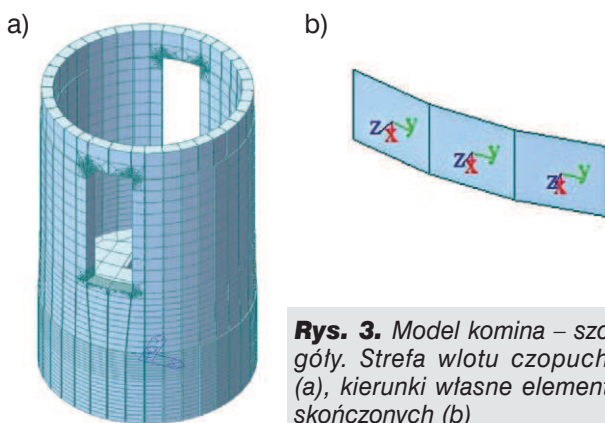 a)
b)
z x y
z x y
z x y
Rys. 3. Model komina – szc
góły. Strefa wlotu czopuch
(a), kierunki własne element
skończonych (b)